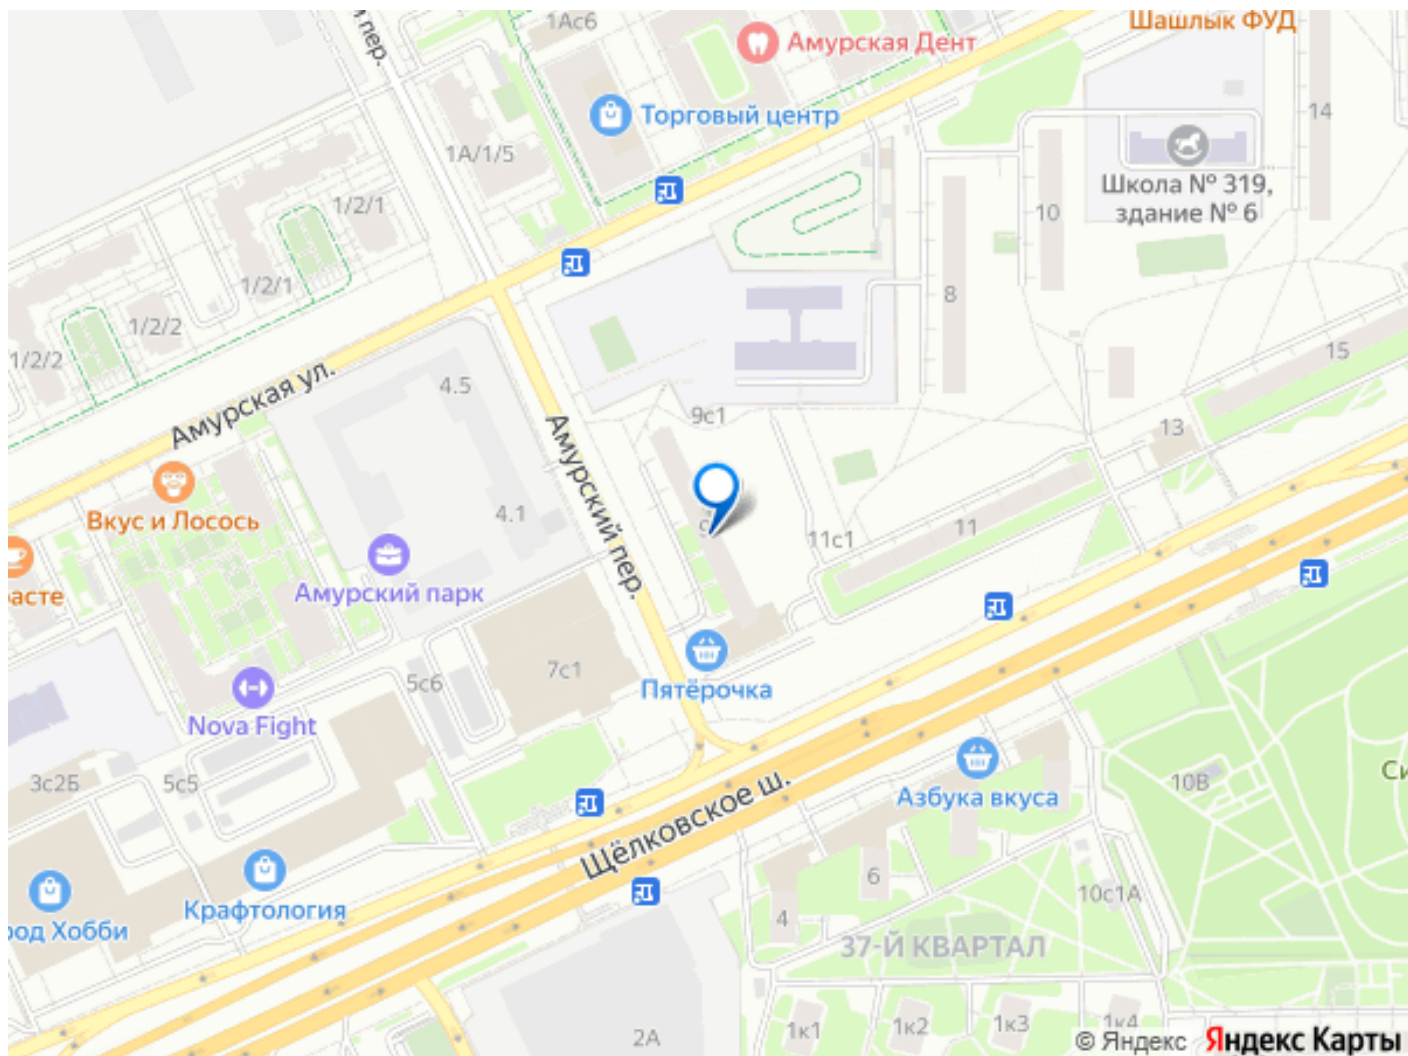 1Ас6
Шашлык ФУД
пер.
Амурская Дент
Торговый центр
14
1А/1/5
Школа № 319,
здание № 6
1/2/1
10
1/2/1
8
1/2/2
1/2/2
15
Амурская ул.
4.5
9с1
13
Амурский пер.
Вкус и Лосось
4.1
11
11с1
Амурский парк
асте
7с1
5с6
Пятёрочка
Nova Fight
3с2Б
5с5
10В
Си
Азбука вкуса
Щёлковское ш.
6
10с1А
Крафтология
4
од Хобби
37-Й КВАРТАЛ
2А
1к1
1к2
1к3
1к4
© Яндекс
Яндекс Карты